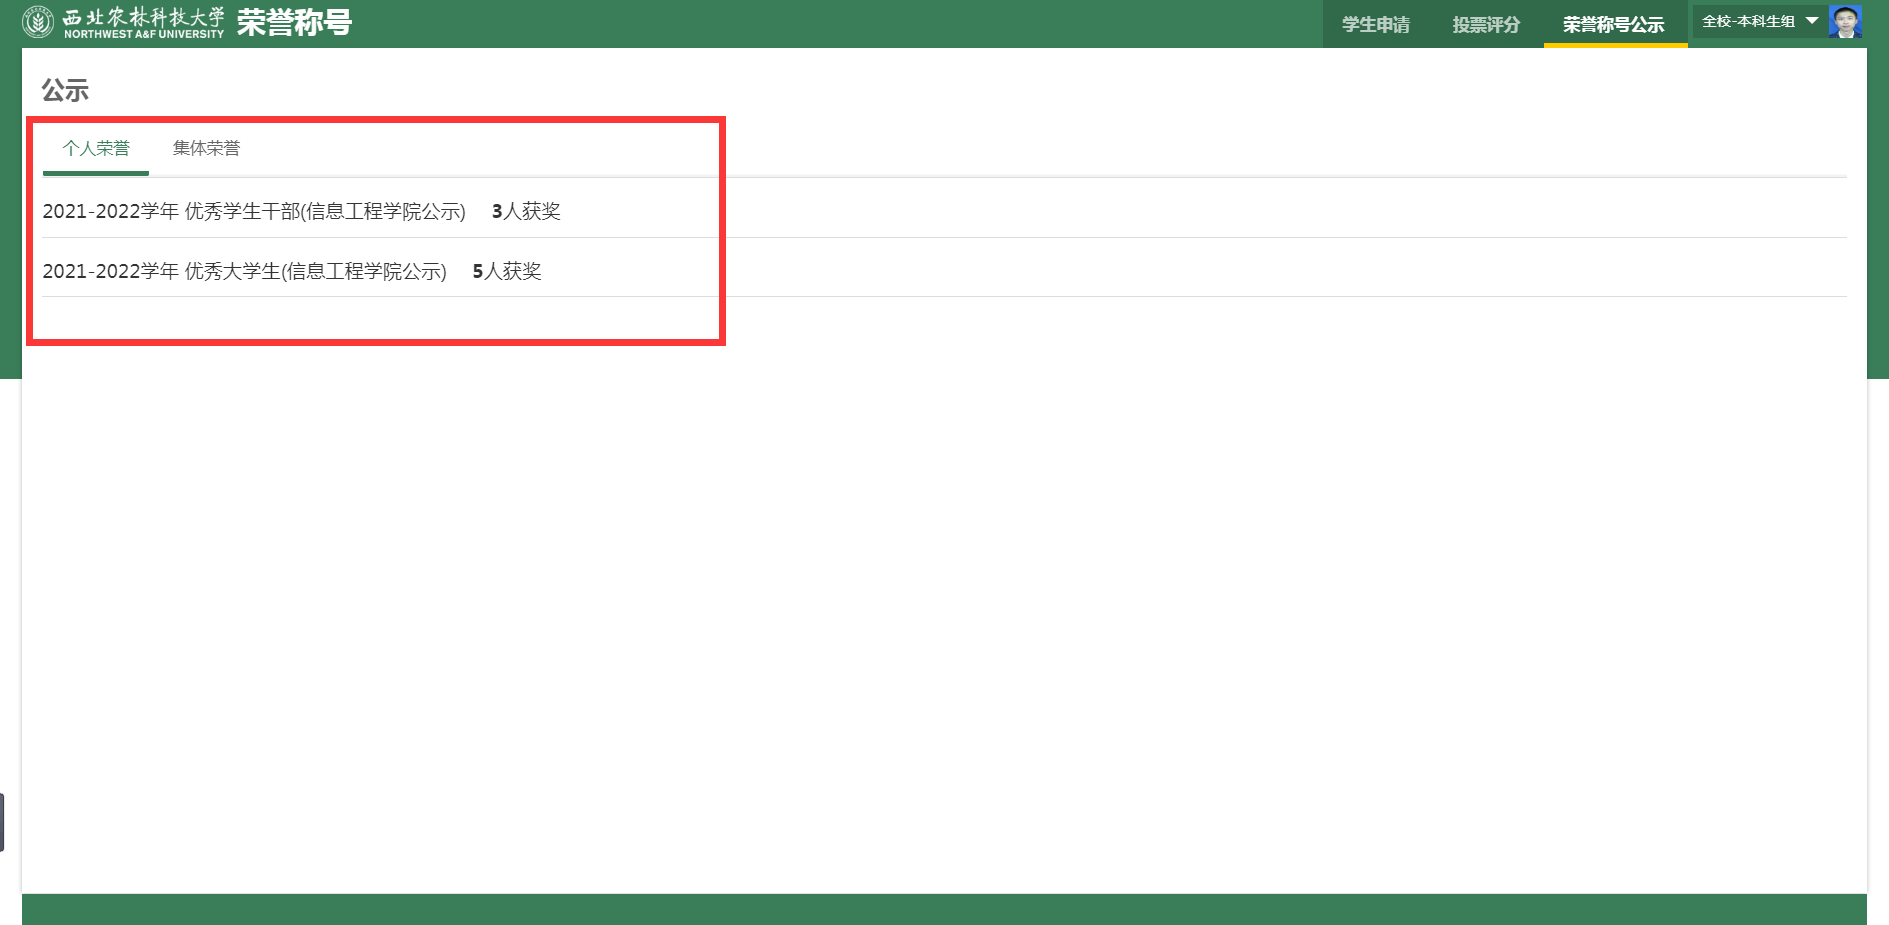 西北农林科技大学 荣誉称号
NORTHWEST A&F UNIVERSITY
学生申请 投票评分 荣誉称号公示 全校-本科生组
公示
个人荣誉 集体荣誉
2021-2022学年 优秀学生干部(信息工程学院公示) 3人获奖
2021-2022学年 优秀大学生(信息工程学院公示) 5人获奖